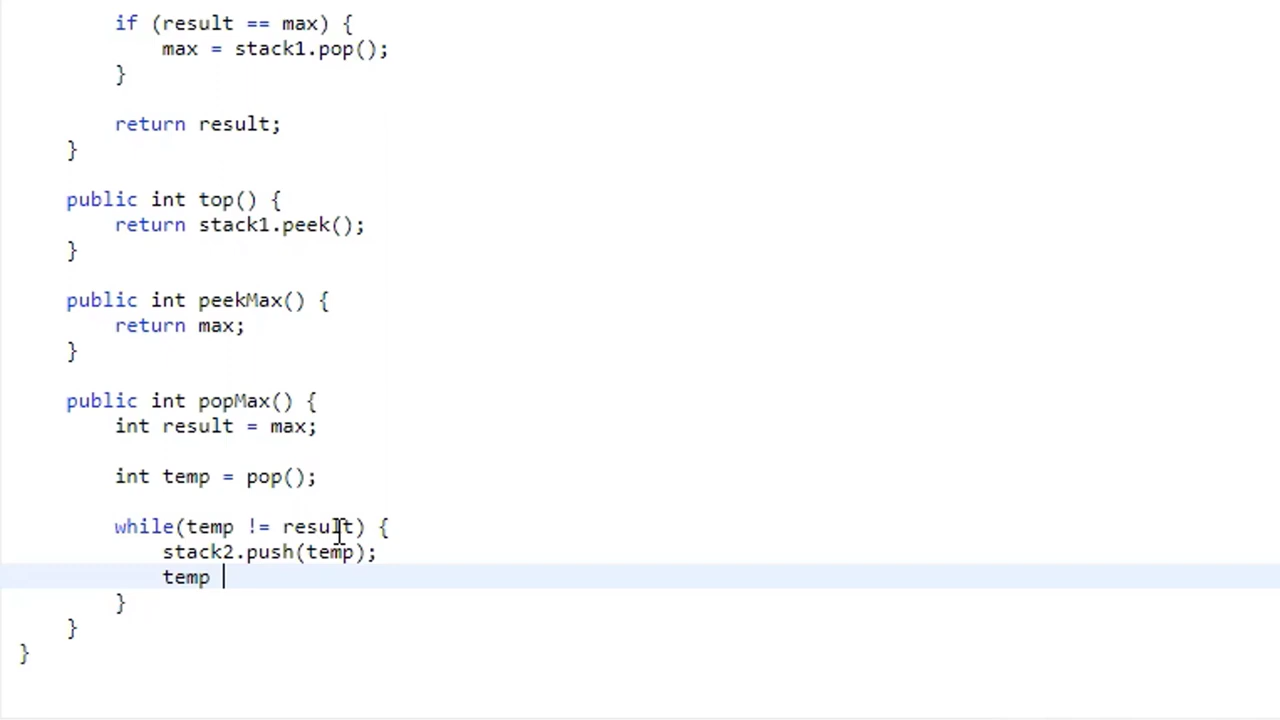 if (result == max) {
max = stack1.pop();
}
return result;
}
public int top() {
return stack1.peek();
}
public int peekMax() {
return max;
}
public int popMax() {
int result = max;
int temp = pop();
while(temp != result) {
stack2.push(temp);
temp
}
}
}